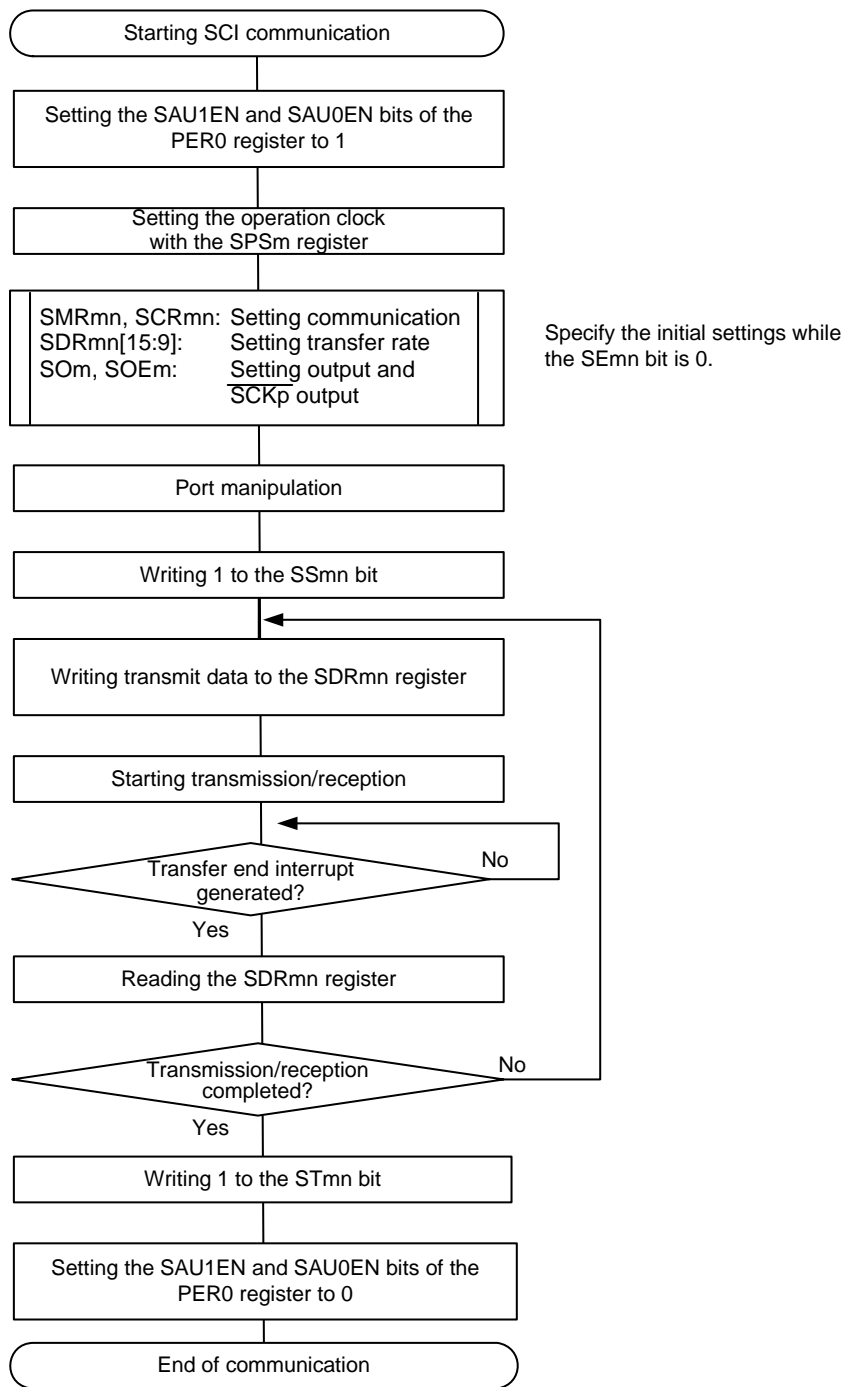 Starting SCI communication
Setting the SAU1EN and SAU0EN bits of the
PER0 register to 1
Setting the operation clock
with the SPSm register
SMRmn, SCRmn: Setting communication
SDRmn[15:9]: Setting transfer rate
SOm, SOEm: Setting output and
SCKp output
Specify the initial settings while
the SEmn bit is 0.
Port manipulation
Writing 1 to the SSmn bit
Writing transmit data to the SDRmn register
Starting transmission/reception
Transfer end interrupt
generated?
No
Yes
Reading the SDRmn register
Transmission/reception
completed?
No
Yes
Writing 1 to the STmn bit
Setting the SAU1EN and SAU0EN bits of the
PER0 register to 0
End of communication